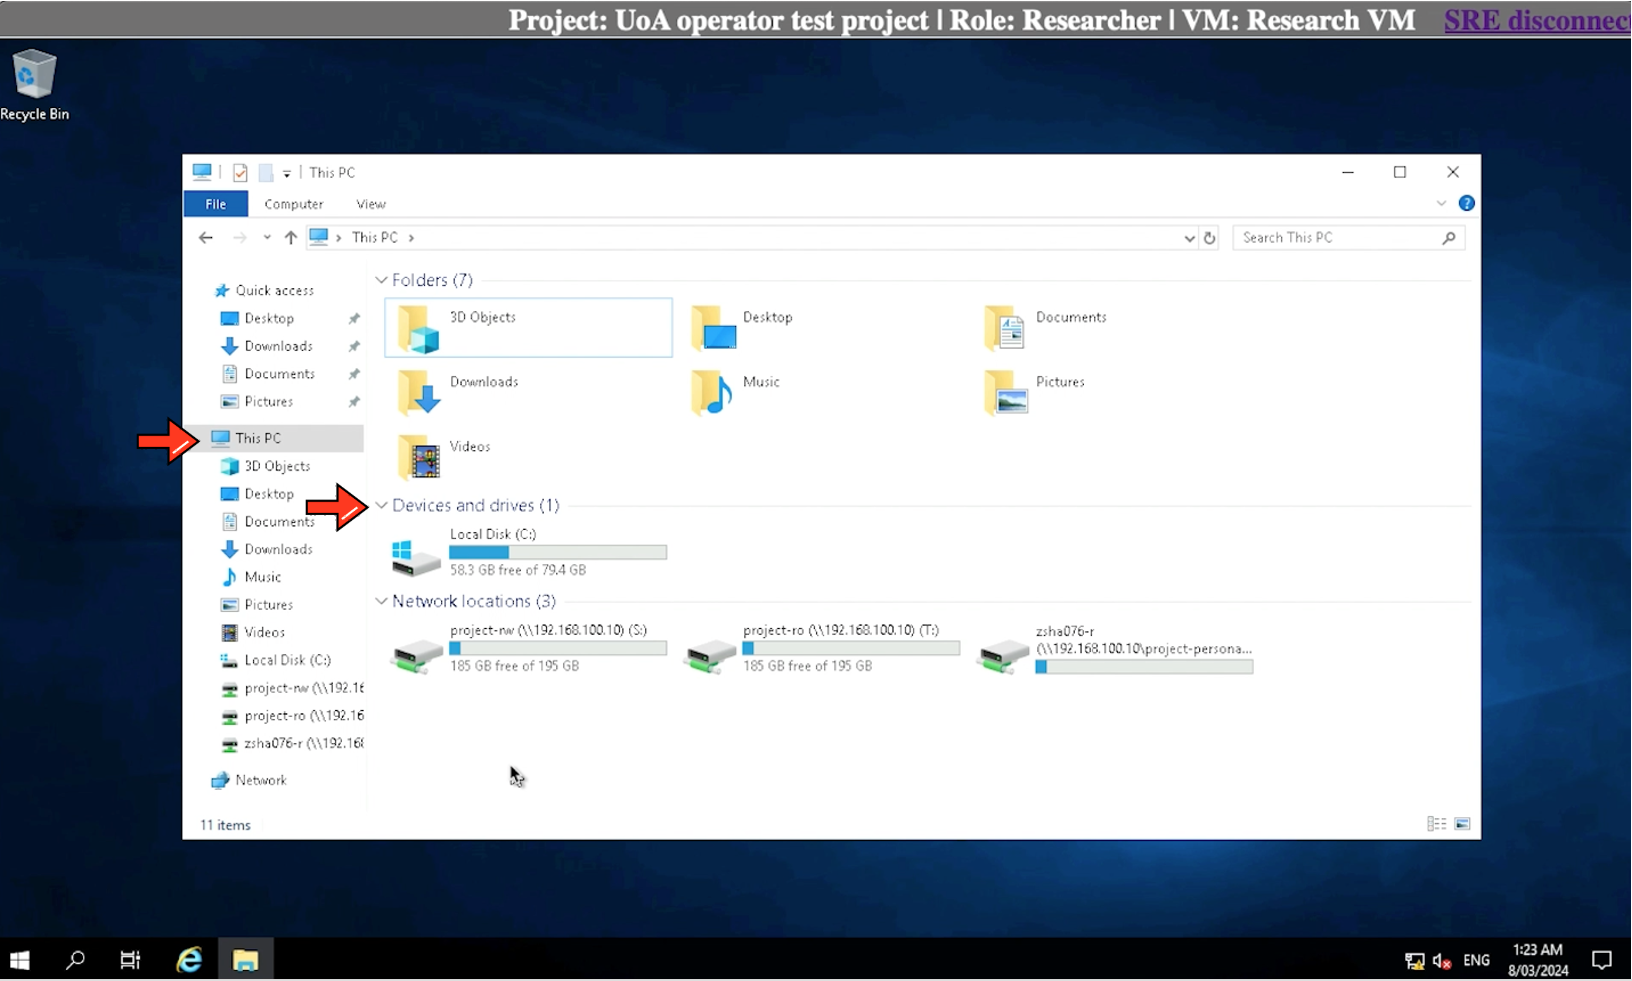 Project: UoA operator test project | Role: Researcher | VM: Research VM SRE disconnect
Recycle Bin
This PC
File Computer View
This PC
Search This PC
Quick access
Desktop
Downloads
Documents
Pictures
This PC
3D Objects
Desktop
Documents
Downloads
Music
Pictures
Videos
Local Disk (C:)
project-nw (\\192.16
project-ro (\\192.16
zsha076-r (\\192.168
Network
Folders (7)
3D Objects
Desktop
Documents
Downloads
Music
Pictures
Videos
Devices and drives (1)
Local Disk (C:)
58.3 GB free of 79.4 GB
Network locations (3)
project-nw (\\192.168.100.10) (S:)
185 GB free of 195 GB
project-ro (\\192.168.100.10) (T:)
185 GB free of 195 GB
zsha076-r
(\\192.168.100.10\project-persona...
11 items
ENG
1:23 AM
8/03/2024